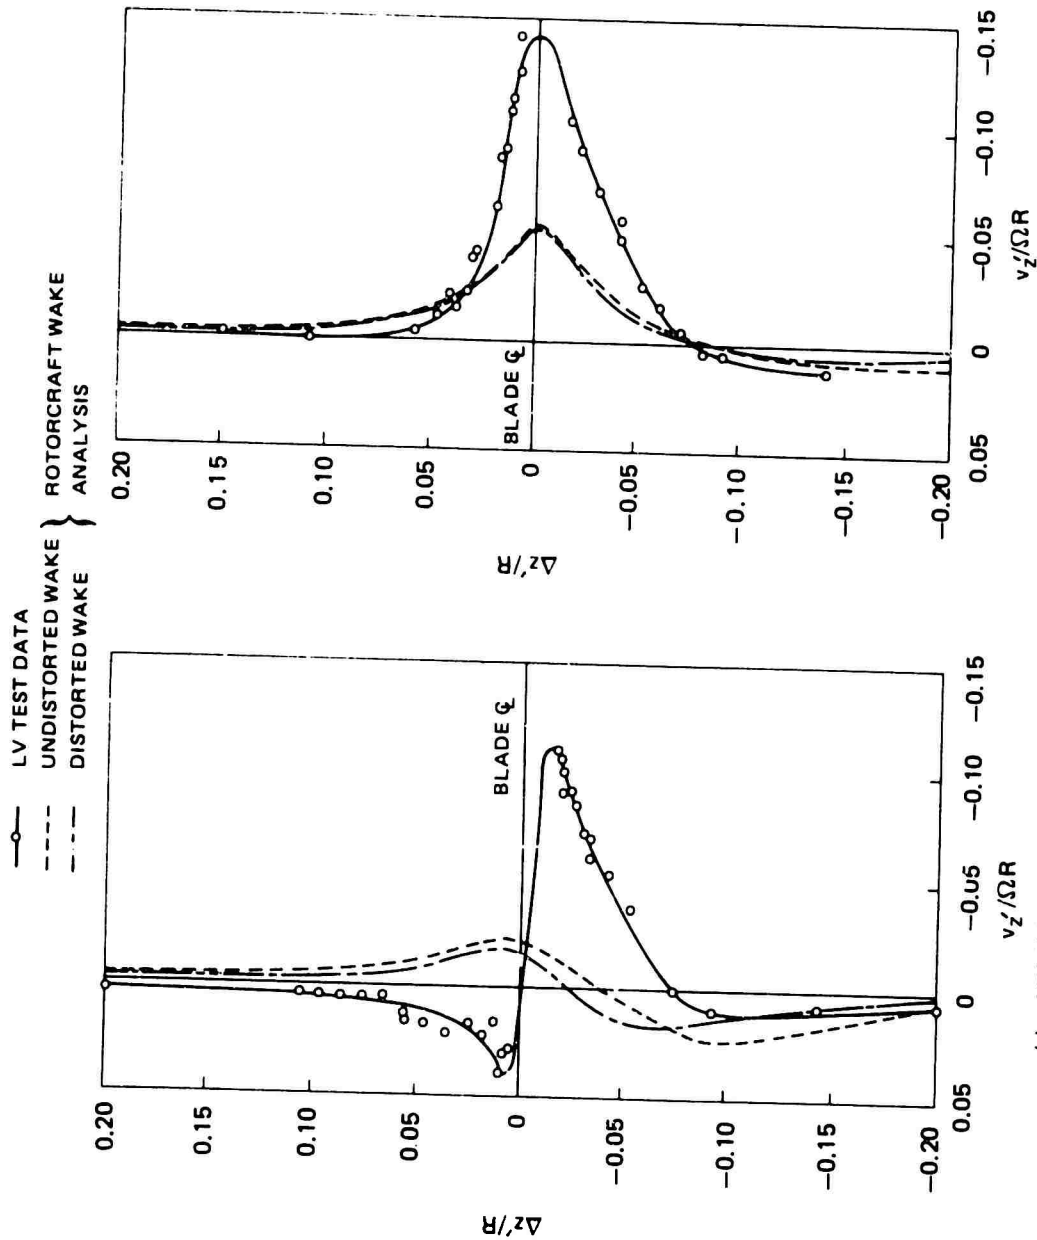 LV TEST DATA
UNDISTORTED WAKE
DISTORTED WAKE
} ROTORCRAFT WAKE
ANALYSIS
0.20
0.15
0.10
0.05
0
−0.05
−0.10
−0.15
−0.20
Δz′/R
BLADE ℄
0.05
0
−0.05
−0.10
−0.15
v_z′/ΩR
0.20
0.15
0.10
0.05
0
−0.05
−0.10
−0.15
−0.20
Δz′/R
BLADE ℄
0.05
0
−0.05
−0.10
−0.15
v_z′/ΩR